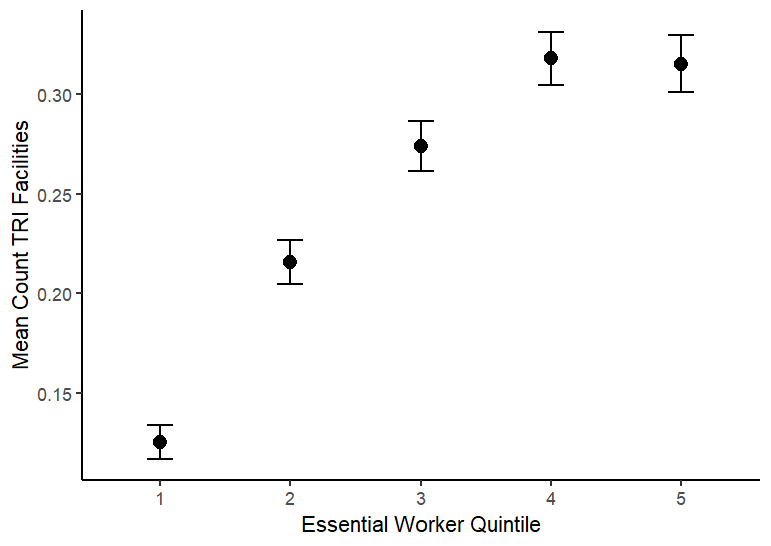 Mean Count TRI Facilities
0.30
0.25
0.20
0.15
1 2 3 4 5
Essential Worker Quintile